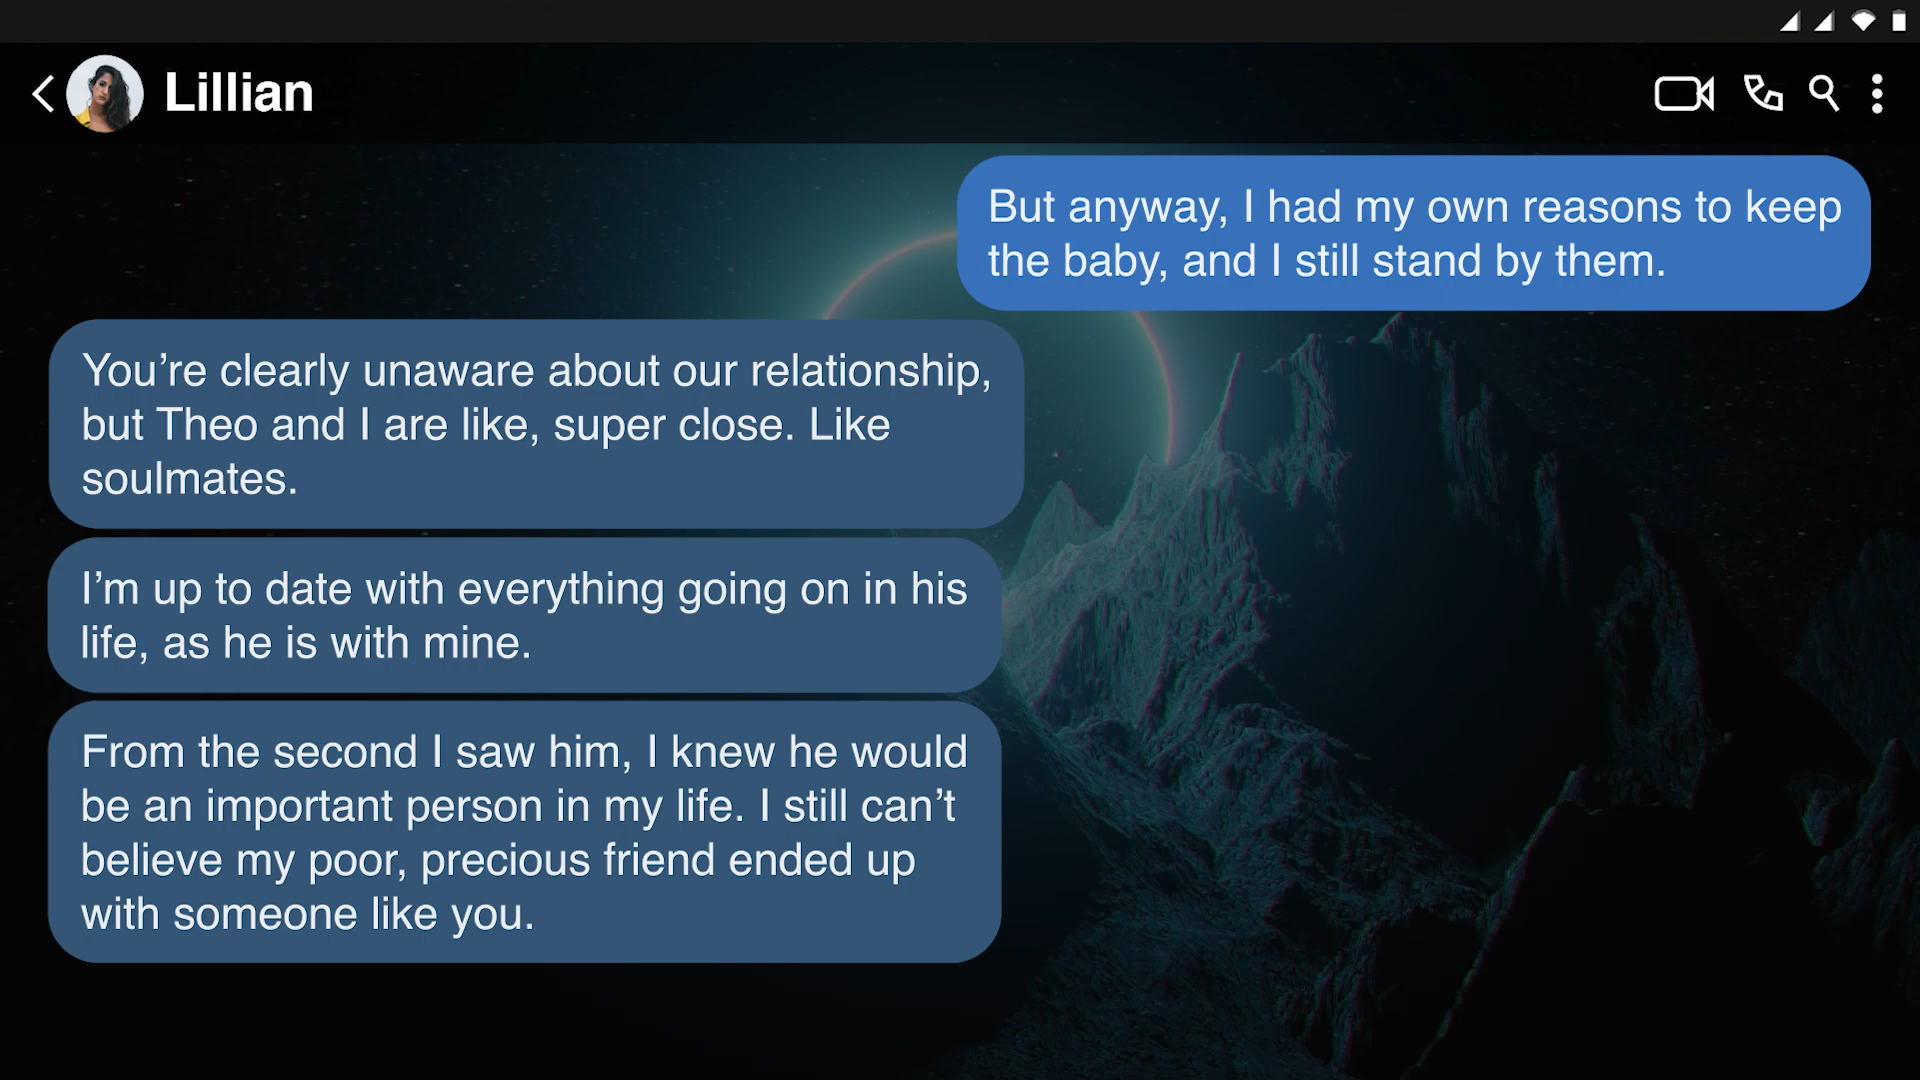 Lillian
But anyway, I had my own reasons to keep
the baby, and I still stand by them.
You’re clearly unaware about our relationship,
but Theo and I are like, super close. Like
soulmates.
I’m up to date with everything going on in his
life, as he is with mine.
From the second I saw him, I knew he would
be an important person in my life. I still can’t
believe my poor, precious friend ended up
with someone like you.